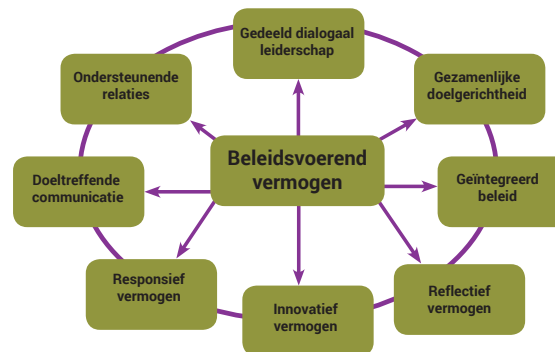 Gedeeld dialogaal
leiderschap
Ondersteunende
relaties
Gezamenlijke
doelgerichtheid
Beleidsvoerend
vermogen
Doeltreffende
communicatie
Geïntegreerd
beleid
Responsief
vermogen
Innovatief
vermogen
Reflectief
vermogen